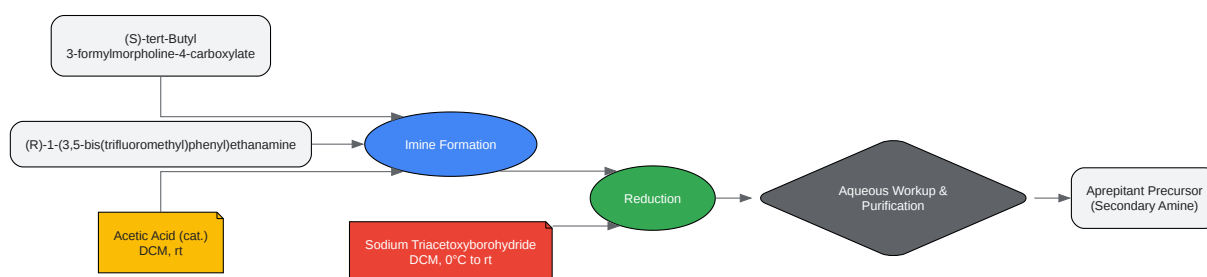 (S)-tert-Butyl
3-formylmorpholine-4-carboxylate
(R)-1-(3,5-bis(trifluoromethyl)phenyl)ethanamine
Imine Formation
Acetic Acid (cat.)
DCM, rt
Reduction
Sodium Triacetoxyborohydride
DCM, 0°C to rt
Aqueous Workup &
Purification
Aprepitant Precursor
(Secondary Amine)